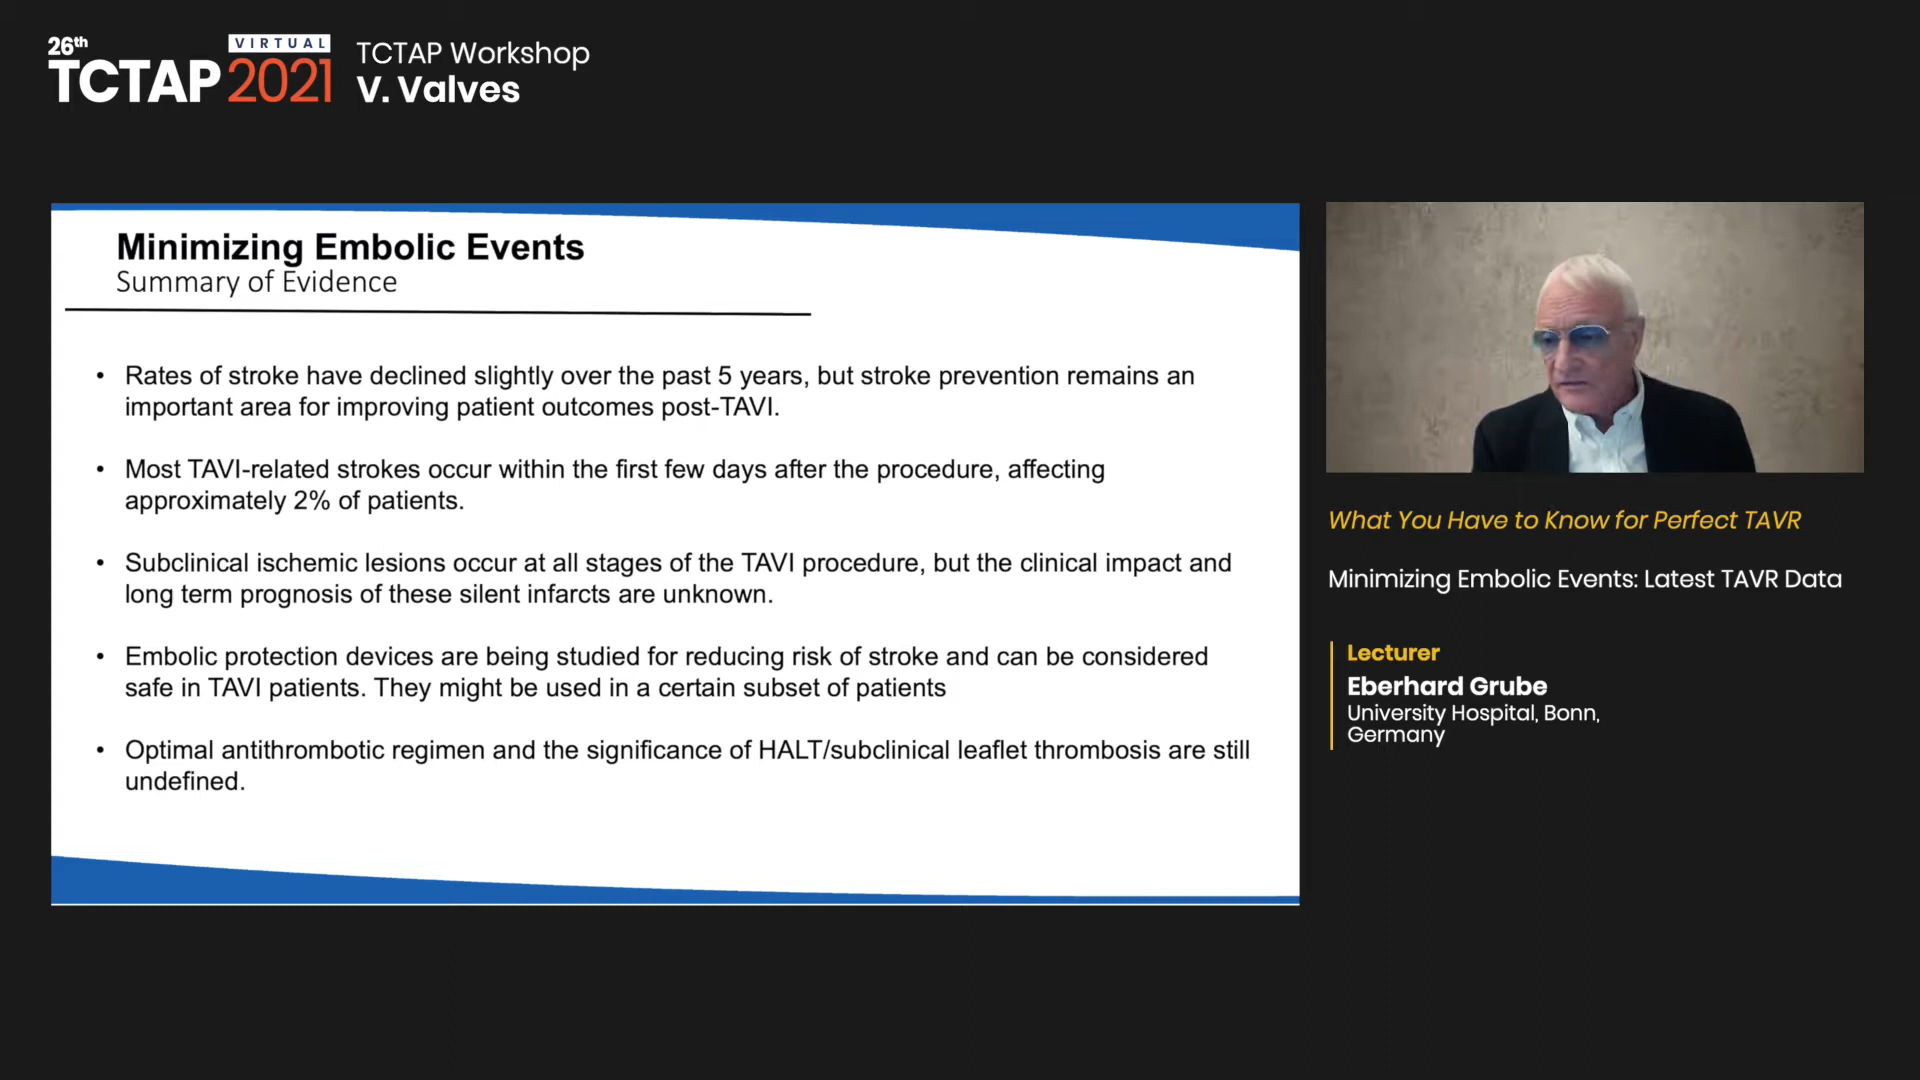 26th
VIRTUAL
TCTAP 2021
TCTAP Workshop
V. Valves
Minimizing Embolic Events
Summary of Evidence
• Rates of stroke have declined slightly over the past 5 years, but stroke prevention remains an
important area for improving patient outcomes post-TAVI.
• Most TAVI-related strokes occur within the first few days after the procedure, affecting
approximately 2% of patients.
• Subclinical ischemic lesions occur at all stages of the TAVI procedure, but the clinical impact and
long term prognosis of these silent infarcts are unknown.
• Embolic protection devices are being studied for reducing risk of stroke and can be considered
safe in TAVI patients. They might be used in a certain subset of patients
• Optimal antithrombotic regimen and the significance of HALT/subclinical leaflet thrombosis are still
undefined.
What You Have to Know for Perfect TAVR
Minimizing Embolic Events: Latest TAVR Data
Lecturer
Eberhard Grube
University Hospital, Bonn,
Germany